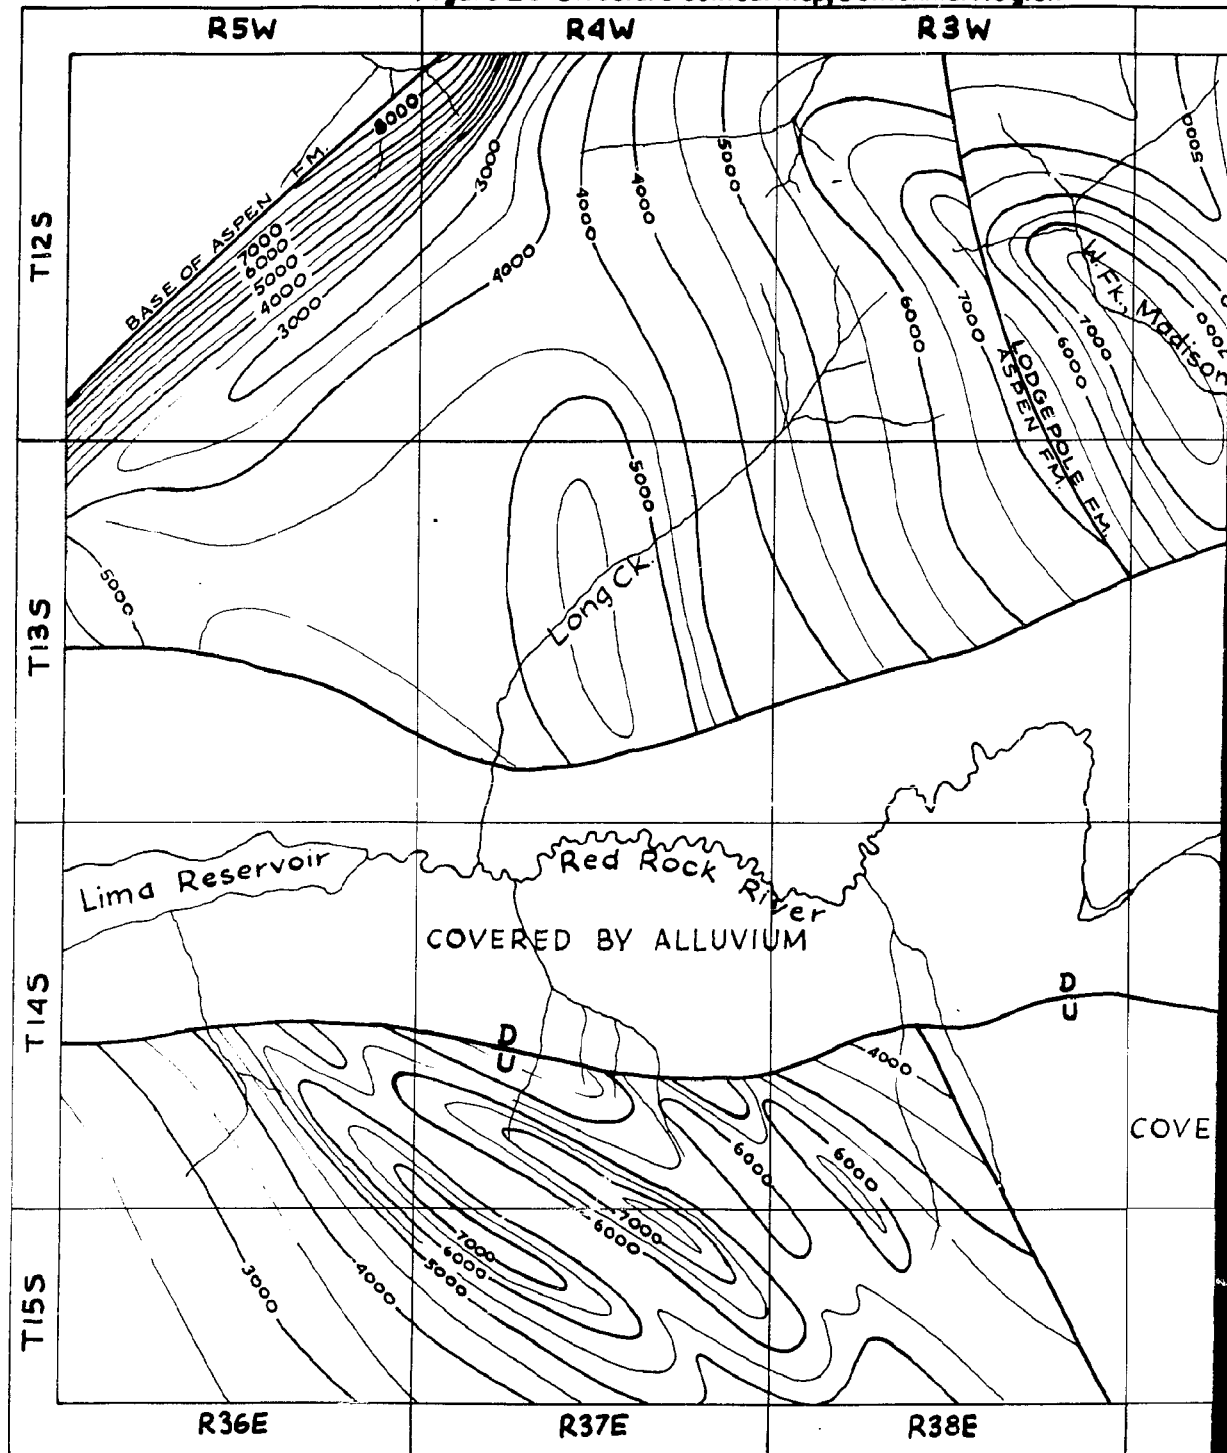 R5W
R4W
R3W
8000
BASE OF ASPEN FM.
7000
6000
5000
4000
3000
3000
4000
4000
4000
5000
6000
7000
5000
T12S
W. Fk., Madison
7000
6000
LODGEPOLE FM.
ASPEN FM.
5000
5000
Long Ck.
T13S
Lima Reservoir
Red Rock River
COVERED BY ALLUVIUM
T14S
D
U
D
U
4000
COVE
6000
6000
7000
6000
7000
6000
5000
4000
3000
T15S
R36E
R37E
R38E